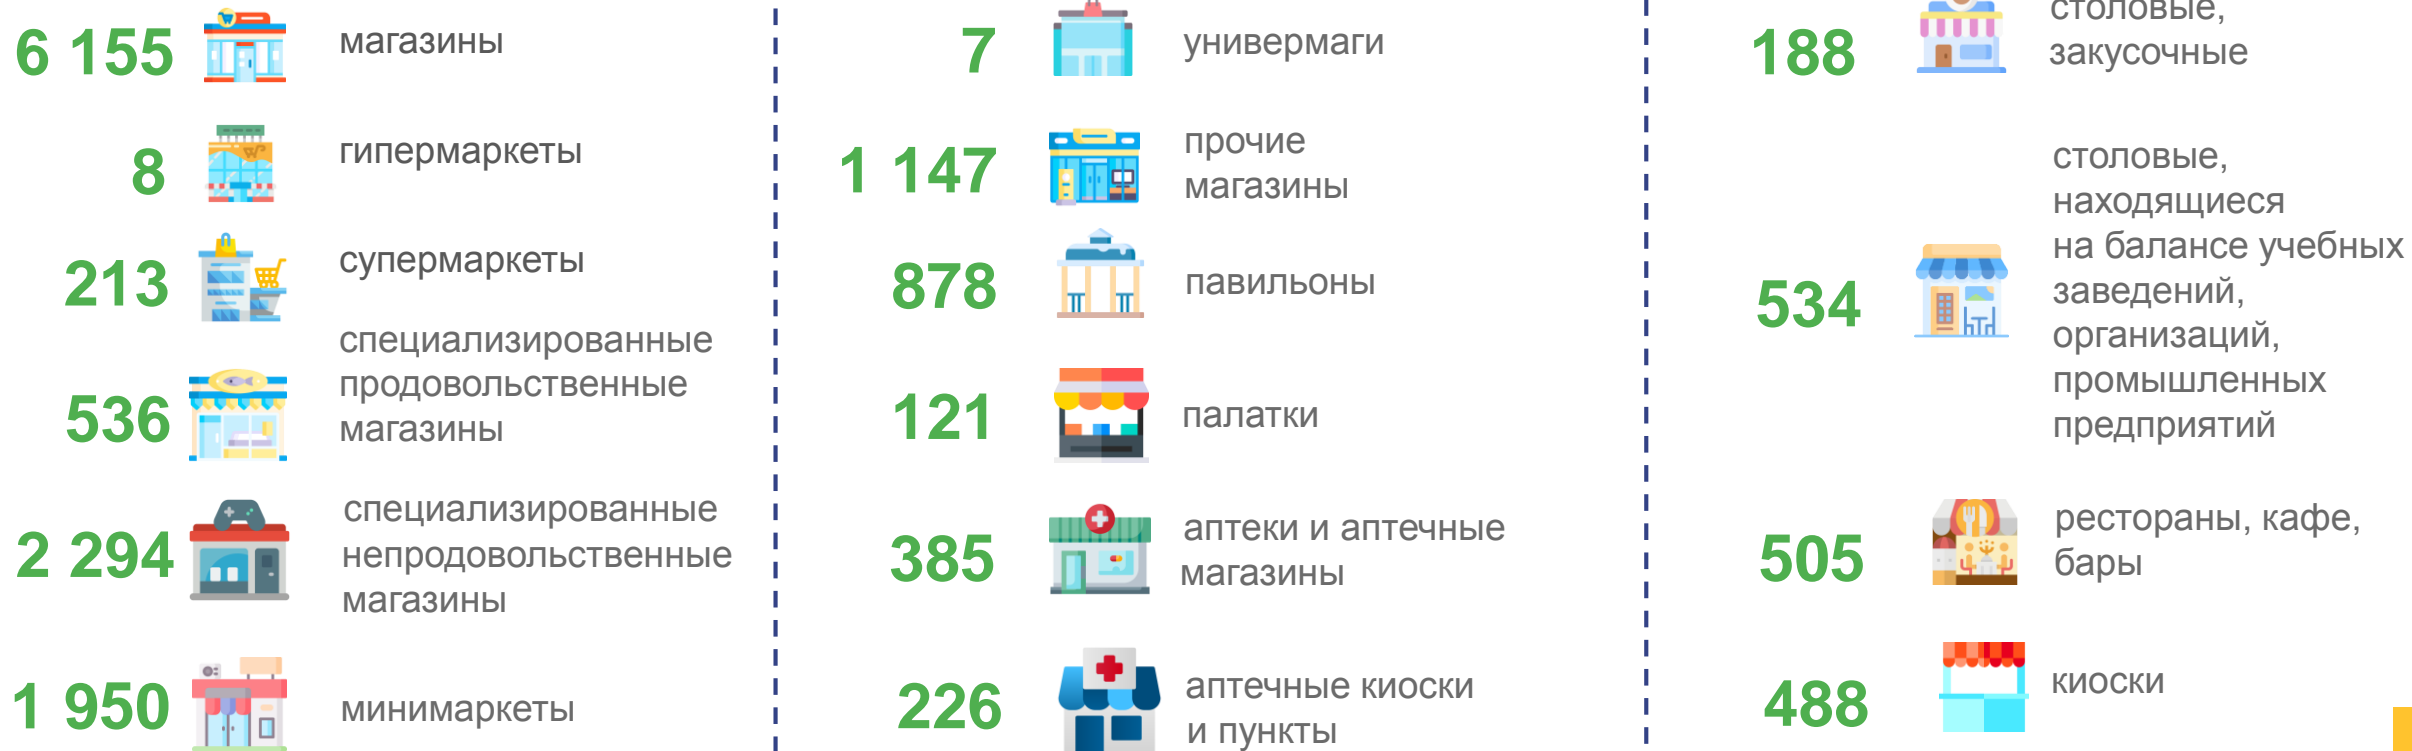 6 155
магазины
8
гипермаркеты
213
супермаркеты
536
специализированные
продовольственные
магазины
2 294
специализированные
непродовольственные
магазины
1 950
минимаркеты
7
универмаги
1 147
прочие
магазины
878
павильоны
121
палатки
385
аптеки и аптечные
магазины
226
аптечные киоски
и пункты
188
столовые,
закусочные
534
столовые,
находящиеся
на балансе учебных
заведений,
организаций,
промышленных
предприятий
505
рестораны, кафе,
бары
488
киоски